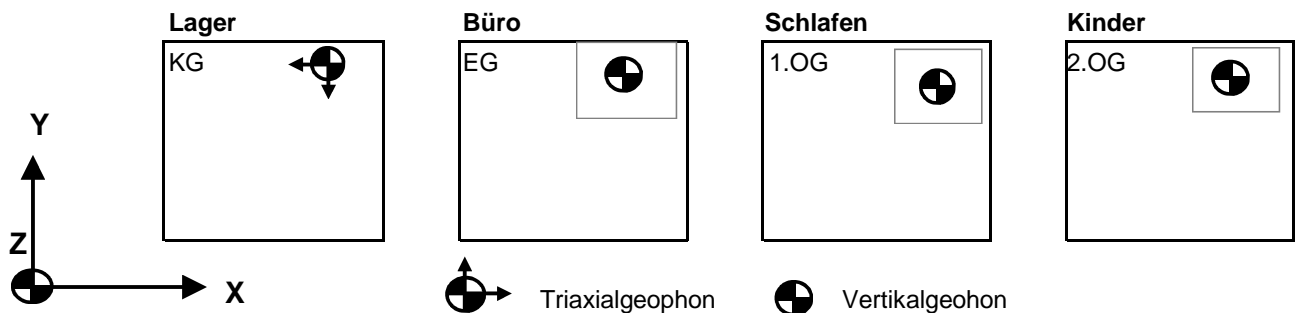 Lager Büro Schlafen Kinder
KG EG 1.OG 2.OG
Y
Z
X Triaxialgeophon Vertikalgeohon